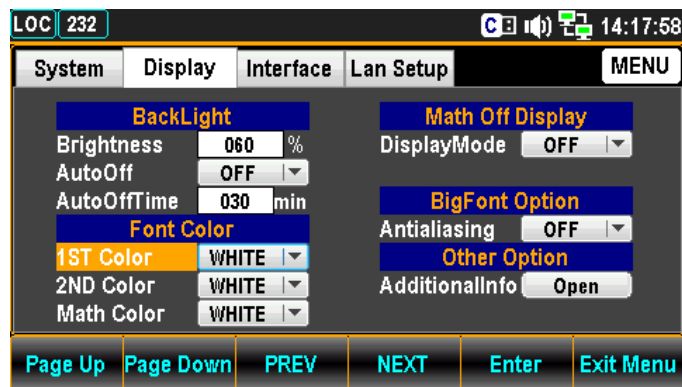 LOC 232 C 14:17:58
System Display Interface Lan Setup MENU
BackLight
Brightness 060 %
AutoOff OFF
AutoOffTime 030 min
Font Color
1ST Color WHITE
2ND Color WHITE
Math Color WHITE
Math Off Display
DisplayMode OFF
BigFont Option
Antialiasing OFF
Other Option
AdditionalInfo Open
Page Up Page Down PREV NEXT Enter Exit Menu